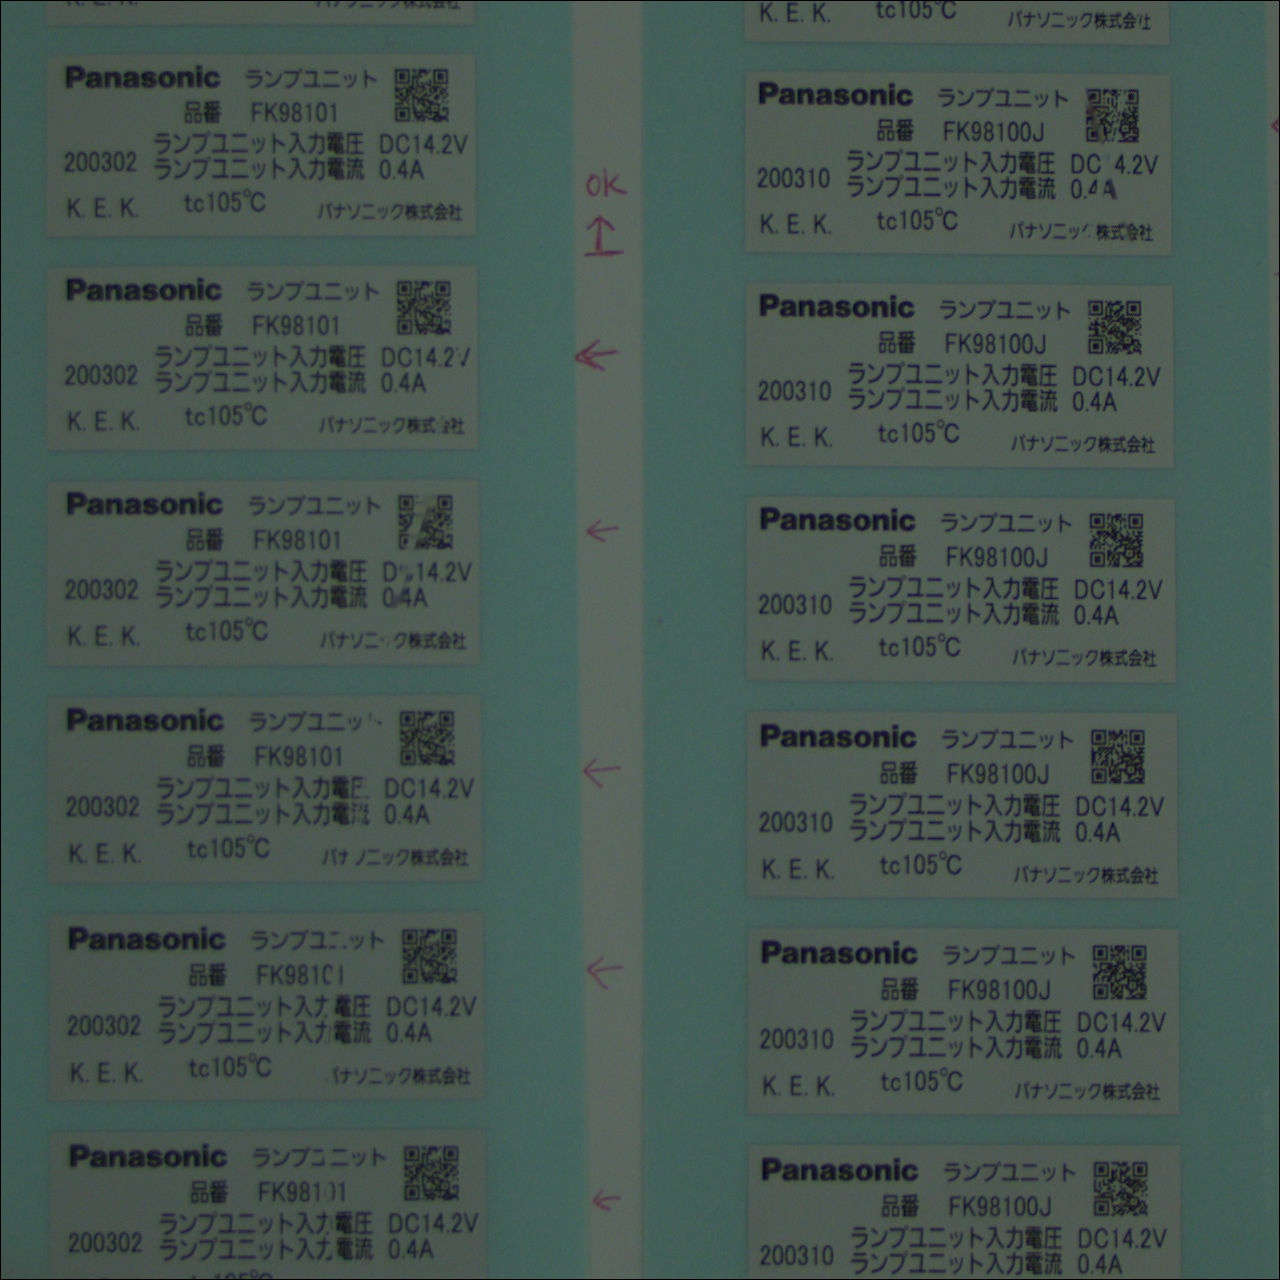 K. E. K.
パナソニック株式会社
Panasonic ランプユニット
品番 FK98101
ランプユニット入力電圧 DC14.2V
200302 ランプユニット入力電流 0.4A
K. E. K. tc105℃ パナソニック株式会社
Panasonic ランプユニット
品番 FK98101
ランプユニット入力電圧 DC14.2V
200302 ランプユニット入力電流 0.4A
K. E. K. tc105℃ パナソニック株式会社
Panasonic ランプユニット
品番 FK98101
ランプユニット入力電圧 D 14.2V
200302 ランプユニット入力電流 0.4A
K. E. K. tc105℃ パナソニック株式会社
Panasonic ランプユニッ
品番 FK98101
ランプユニット入力電圧 DC14.2V
200302 ランプユニット入力電流 0.4A
K. E. K. tc105℃ パナソニック株式会社
Panasonic ランプユニット
品番 FK98101
ランプユニット入力電圧 DC14.2V
200302 ランプユニット入力電流 0.4A
K. E. K. tc105℃ パナソニック株式会社
Panasonic ランプユニット
品番 FK98101
ランプユニット入力電圧 DC14.2V
200302 ランプユニット入力電流 0.4A
tc105℃
OK
K. E. K. tc105℃ パナソニック株式会社
Panasonic ランプユニット
品番 FK98100J
ランプユニット入力電圧 DC 4.2V
200310 ランプユニット入力電流 0.4A
K. E. K. tc105℃ パナソニック株式会社
Panasonic ランプユニット
品番 FK98100J
ランプユニット入力電圧 DC14.2V
200310 ランプユニット入力電流 0.4A
K. E. K. tc105℃ パナソニック株式会社
Panasonic ランプユニット
品番 FK98100J
ランプユニット入力電圧 DC14.2V
200310 ランプユニット入力電流 0.4A
K. E. K. tc105℃ パナソニック株式会社
Panasonic ランプユニット
品番 FK98100J
ランプユニット入力電圧 DC14.2V
200310 ランプユニット入力電流 0.4A
K. E. K. tc105℃ パナソニック株式会社
Panasonic ランプユニット
品番 FK98100J
ランプユニット入力電圧 DC14.2V
200310 ランプユニット入力電流 0.4A
K. E. K. tc105℃ パナソニック株式会社
Panasonic ランプユニット
品番 FK98100J
ランプユニット入力電圧 DC14.2V
200310 ランプユニット入力電流 0.4A